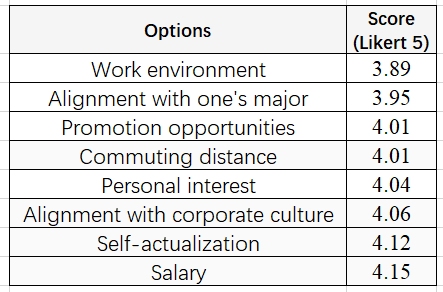 Options Score
(Likert 5)
Work environment 3.89
Alignment with one's major 3.95
Promotion opportunities 4.01
Commuting distance 4.01
Personal interest 4.04
Alignment with corporate culture 4.06
Self-actualization 4.12
Salary 4.15